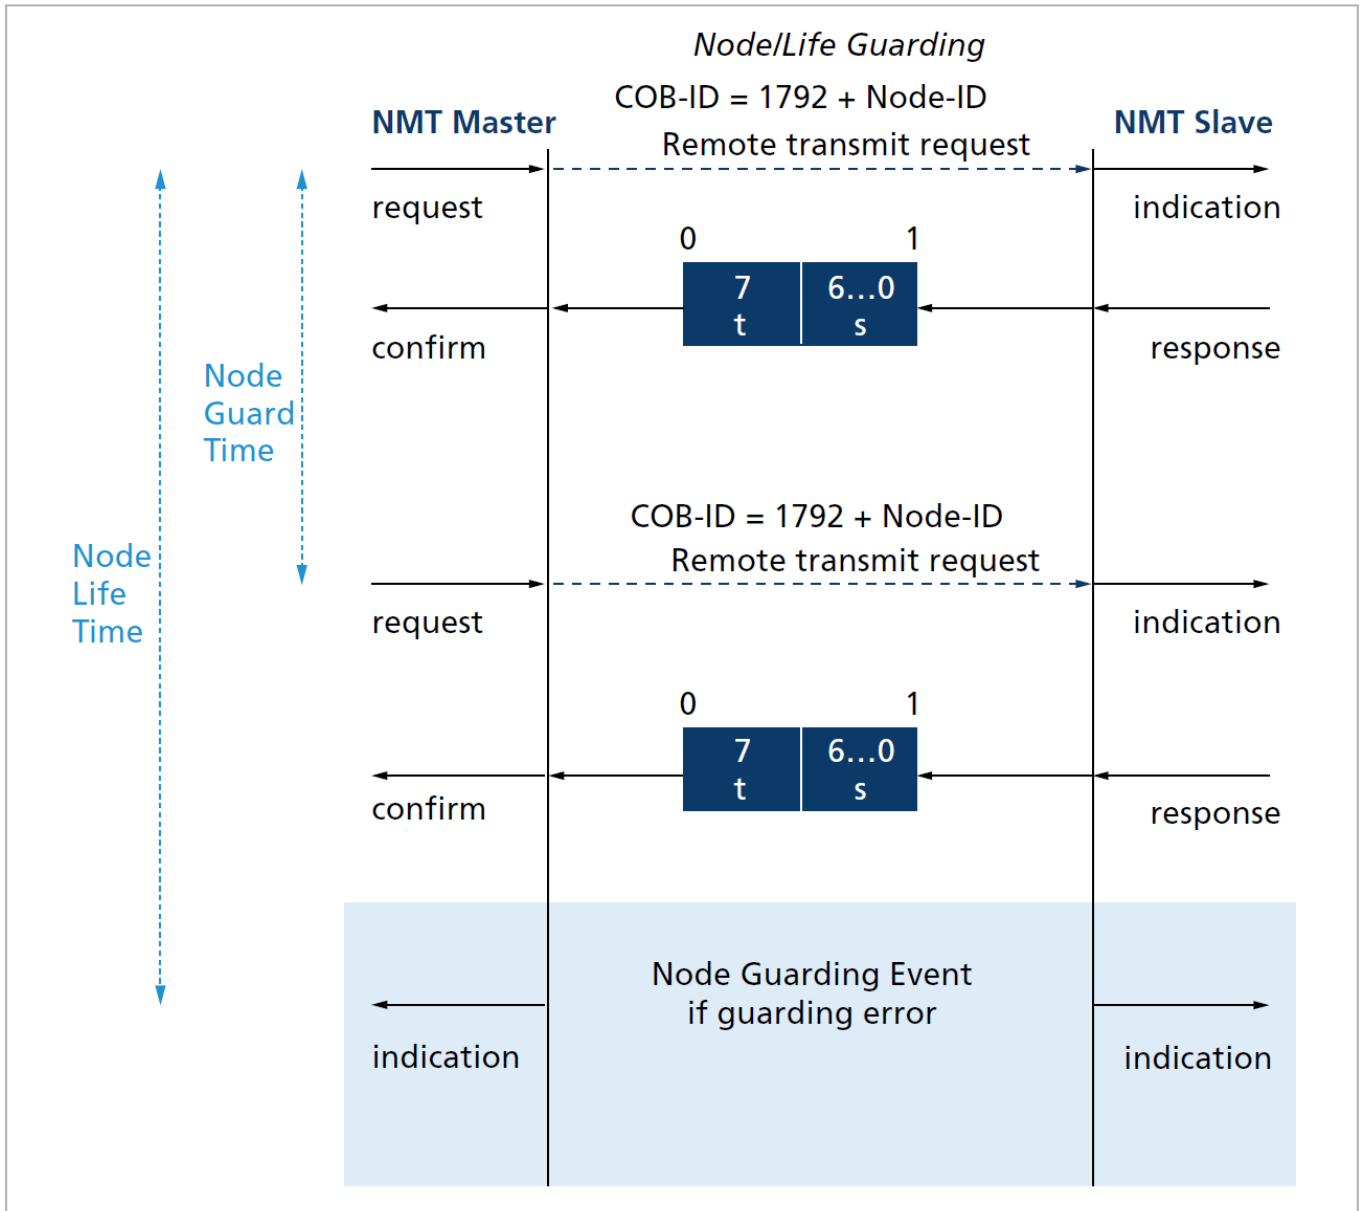 Node/Life Guarding
COB-ID = 1792 + Node-ID
NMT Master
NMT Slave
Remote transmit request
request
indication
0 1
7 6...0
t s
confirm
response
Node
Guard
Time
COB-ID = 1792 + Node-ID
Remote transmit request
Node
Life
Time
request
indication
0 1
7 6...0
t s
confirm
response
Node Guarding Event
if guarding error
indication
indication